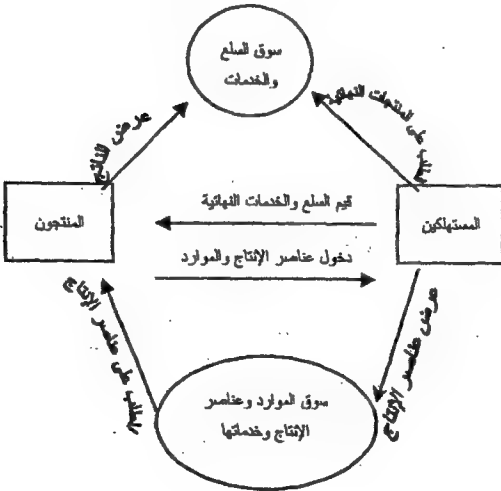 سوق السلع
والخدمات
عرض الناتج
الطلب على المنتجات النهائية
المستهلكين
المنتجون
قيم السلع والخدمات النهائية
دخول عناصر الإنتاج والموارد
عرض عناصر الإنتاج
الطلب على عناصر الإنتاج
سوق الموارد وعناصر
الإنتاج وخدماتها